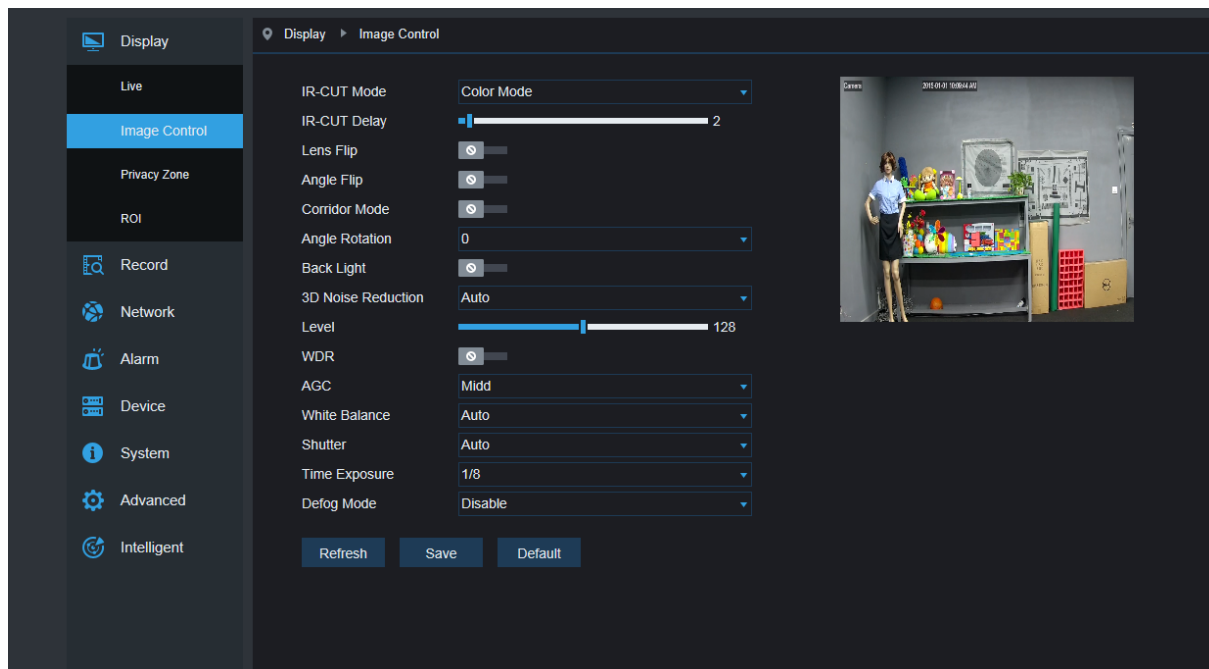 Display
Live
Image Control
Privacy Zone
ROI
Record
Network
Alarm
Device
System
Advanced
Intelligent
Display Image Control
IR-CUT Mode Color Mode
IR-CUT Delay 2
Lens Flip
Angle Flip
Corridor Mode
Angle Rotation 0
Back Light
3D Noise Reduction Auto
Level 128
WDR
AGC Midd
White Balance Auto
Shutter Auto
Time Exposure 1/8
Defog Mode Disable
Refresh Save Default
Camera